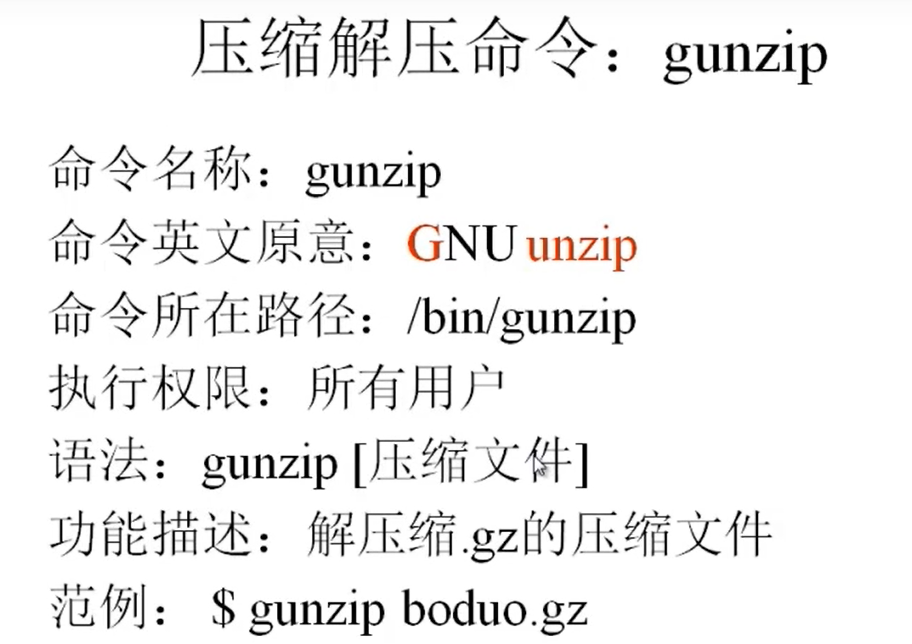 压缩解压命令：gunzip
命令名称：gunzip
命令英文原意：GNU unzip
命令所在路径：/bin/gunzip
执行权限：所有用户
语法：gunzip [压缩文件]
功能描述：解压缩.gz的压缩文件
范例： $ gunzip boduo.gz